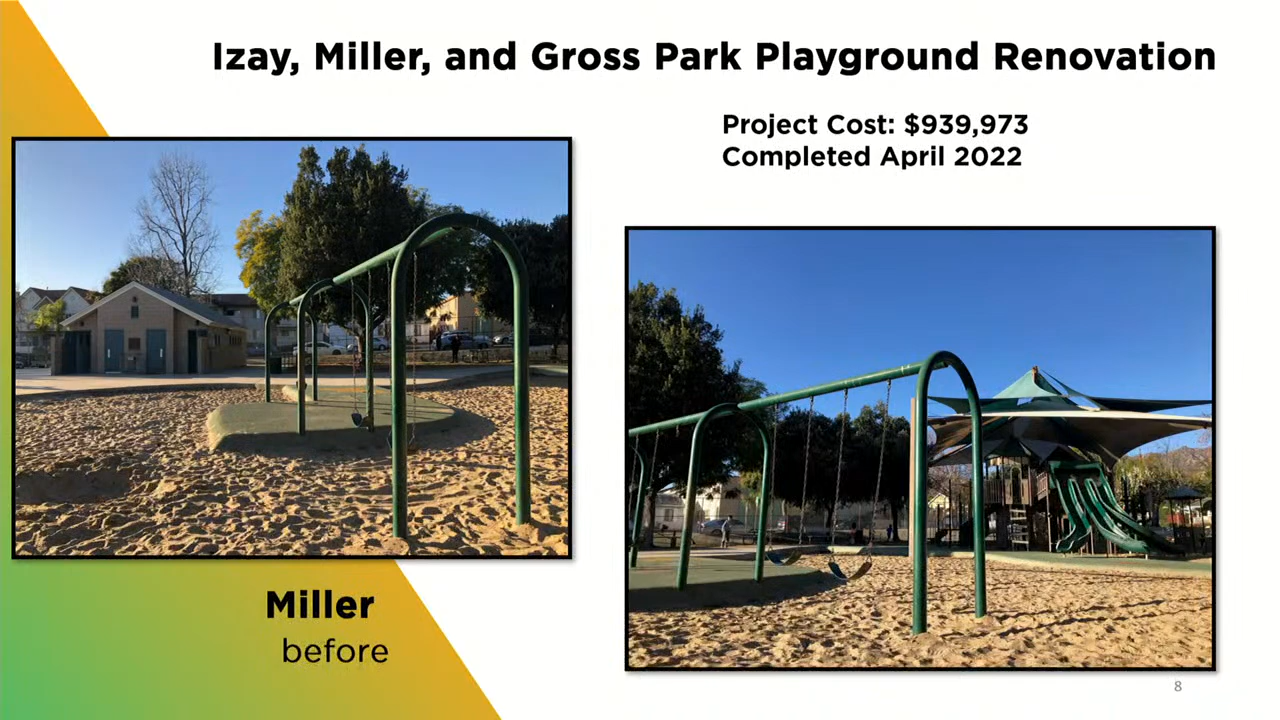 Izay, Miller, and Gross Park Playground Renovation
Project Cost: $939,973
Completed April 2022
Miller
before
8